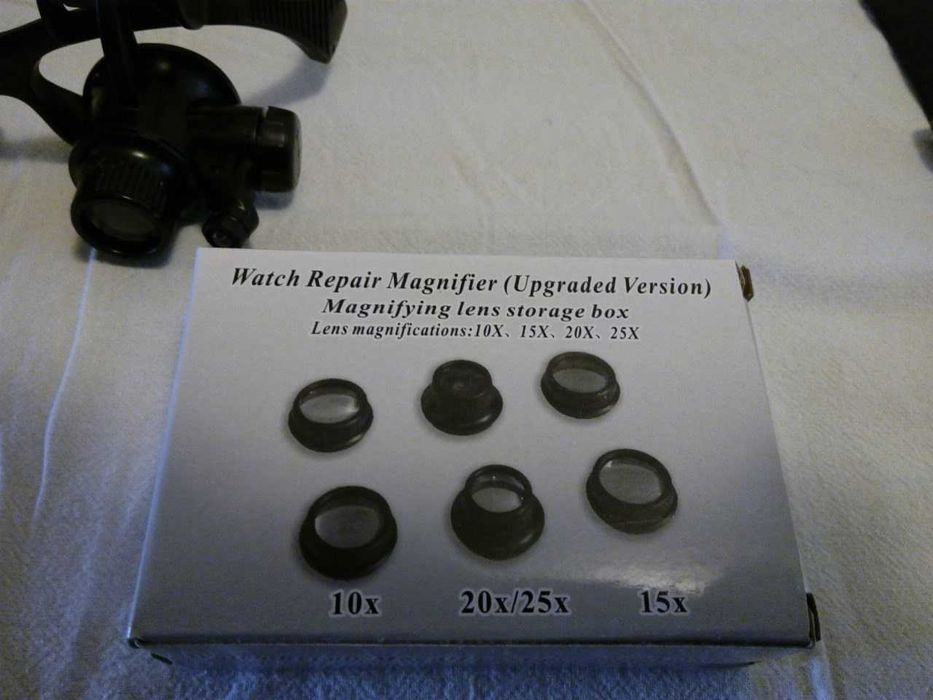 Watch Repair Magnifier (Upgraded Version)
Magnifying lens storage box
Lens magnifications:10X、15X、20X、25X
10x 20x/25x 15x